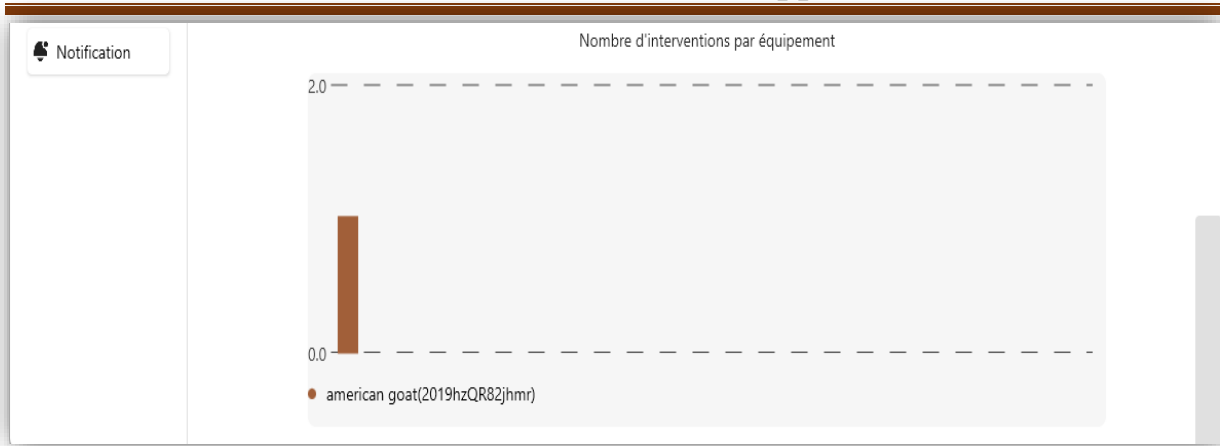 Notification
Nombre d'interventions par équipement
2.0
0.0
american goat(2019hzQR82jhmr)